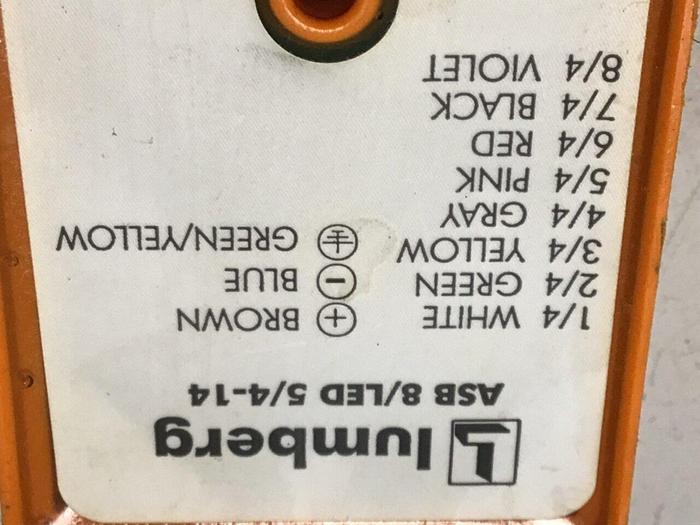 lumberg
ASB 8/LED 5/4-14
1/4 WHITE ⊕ BROWN
2/4 GREEN ⊖ BLUE
3/4 YELLOW ⏚ GREEN/YELLOW
4/4 GRAY
5/4 PINK
6/4 RED
7/4 BLACK
8/4 VIOLET